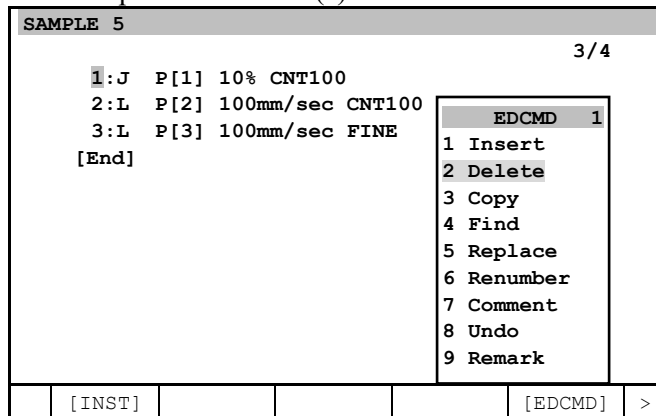 SAMPLE 5
3/4
1:J P[1] 10% CNT100
2:L P[2] 100mm/sec CNT100
3:L P[3] 100mm/sec FINE
[End]
EDCMD 1
1 Insert
2 Delete
3 Copy
4 Find
5 Replace
6 Renumber
7 Comment
8 Undo
9 Remark
[INST] [EDCMD] >